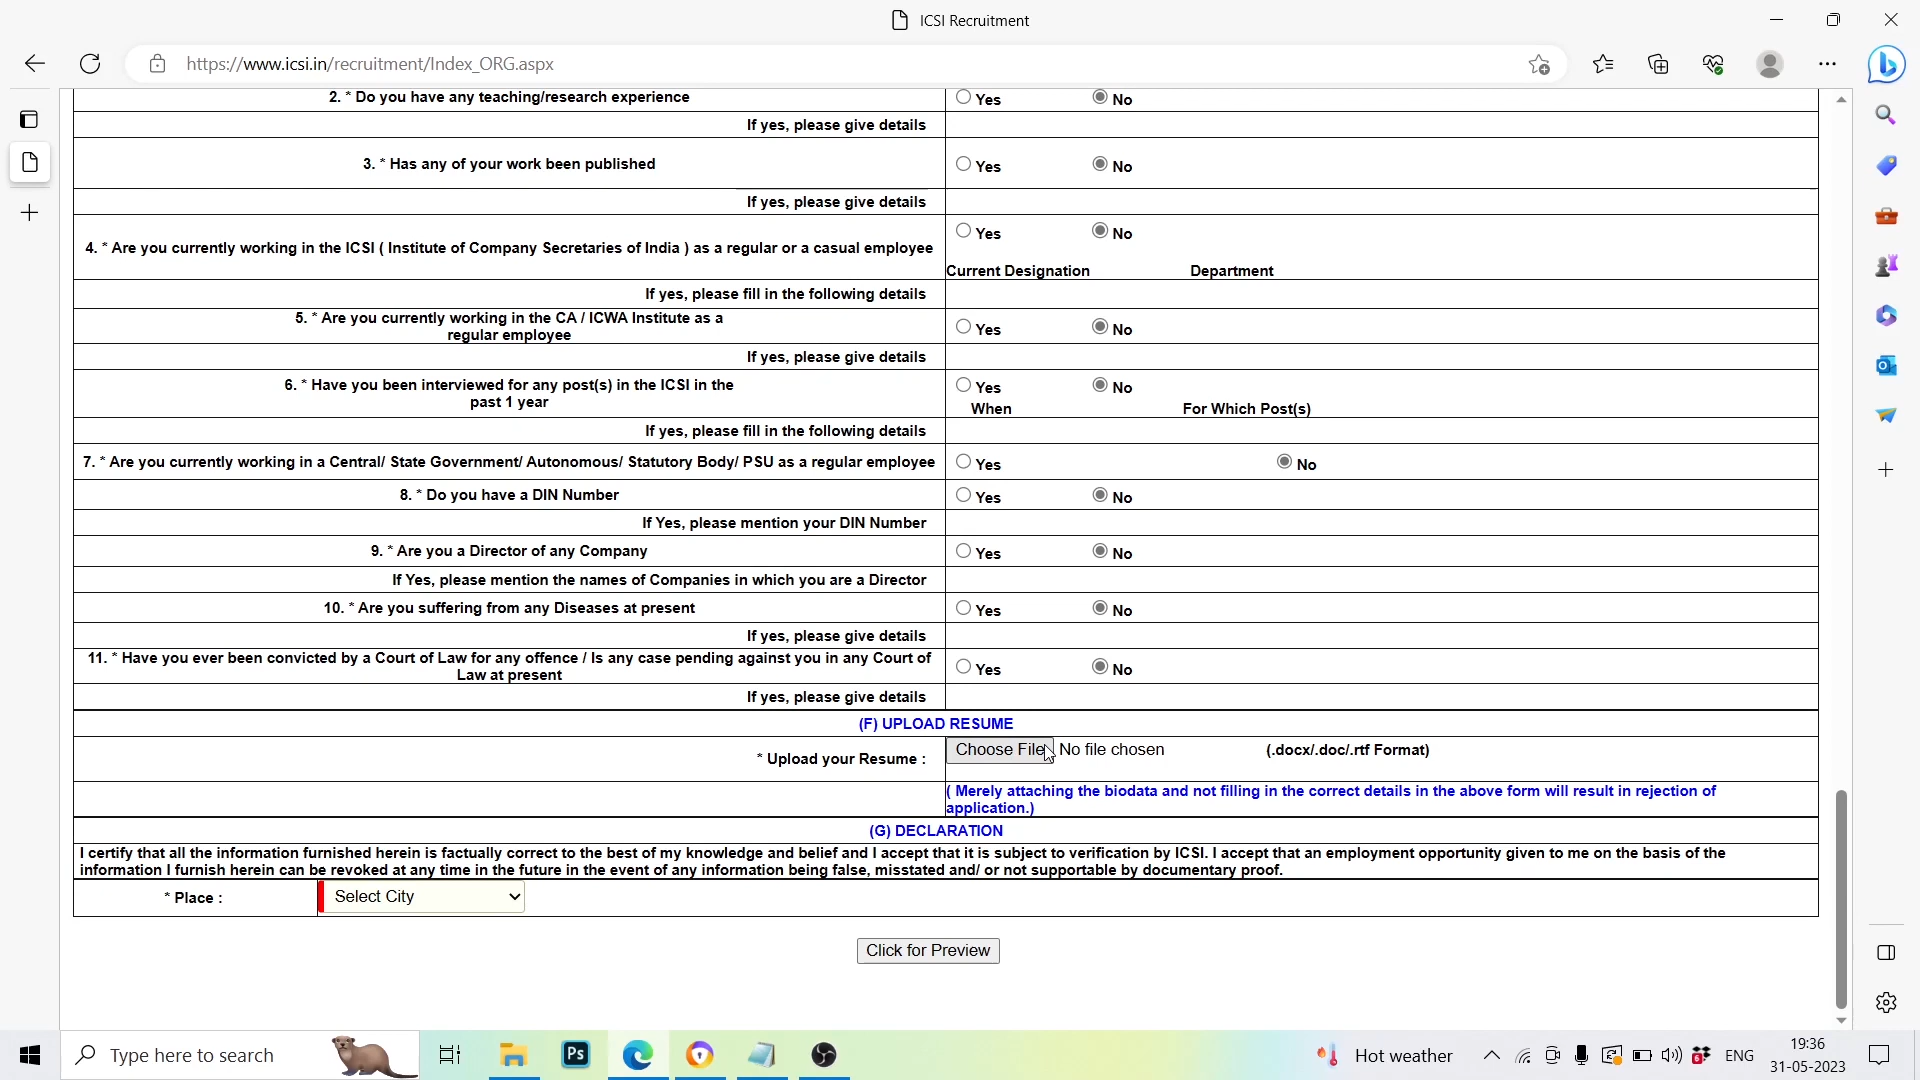 ICSI Recruitment
https://www.icsi.in/recruitment/Index_ORG.aspx
2. * Do you have any teaching/research experience Yes No
If yes, please give details
3. * Has any of your work been published Yes No
If yes, please give details
4. * Are you currently working in the ICSI ( Institute of Company Secretaries of India ) as a regular or a casual employee Yes No
Current Designation Department
If yes, please fill in the following details
5. * Are you currently working in the CA / ICWA Institute as a
regular employee Yes No
If yes, please give details
6. * Have you been interviewed for any post(s) in the ICSI in the
past 1 year Yes No
When For Which Post(s)
If yes, please fill in the following details
7. * Are you currently working in a Central/ State Government/ Autonomous/ Statutory Body/ PSU as a regular employee Yes No
8. * Do you have a DIN Number Yes No
If Yes, please mention your DIN Number
9. * Are you a Director of any Company Yes No
If Yes, please mention the names of Companies in which you are a Director
10. * Are you suffering from any Diseases at present Yes No
If yes, please give details
11. * Have you ever been convicted by a Court of Law for any offence / Is any case pending against you in any Court of
Law at present Yes No
If yes, please give details
(F) UPLOAD RESUME
* Upload your Resume : Choose File No file chosen (.docx/.doc/.rtf Format)
( Merely attaching the biodata and not filling in the correct details in the above form will result in rejection of
application.)
(G) DECLARATION
I certify that all the information furnished herein is factually correct to the best of my knowledge and belief and I accept that it is subject to verification by ICSI. I accept that an employment opportunity given to me on the basis of the
information I furnish herein can be revoked at any time in the future in the event of any information being false, misstated and/ or not supportable by documentary proof.
* Place : Select City
Click for Preview
Type here to search
Ps
Hot weather
6
ENG
19:36
31-05-2023